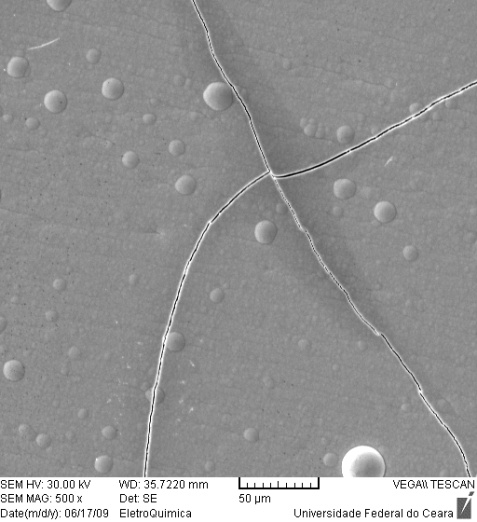 SEM HV: 30.00 kV WD: 35.7220 mm VEGA\\ TESCAN
SEM MAG: 500 x Det: SE 50 µm
Date(m/d/y): 06/17/09 EletroQuimica Universidade Federal do Ceara